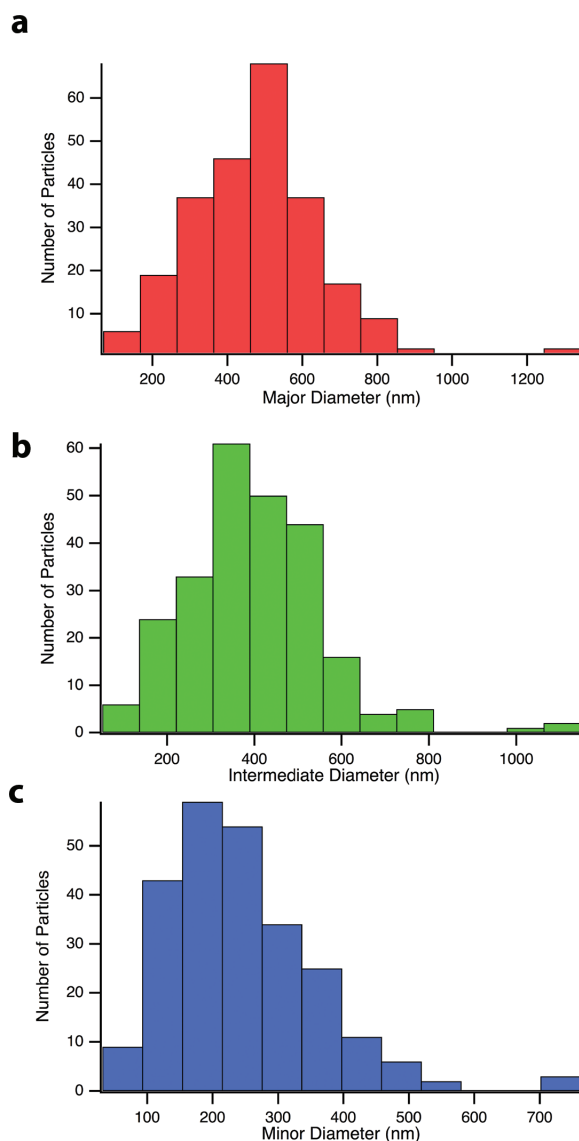 a
60
50
40
30
20
10
Number of Particles
200 400 600 800 1000 1200
Major Diameter (nm)
b
60
50
40
30
20
10
0
Number of Particles
200 400 600 800 1000
Intermediate Diameter (nm)
c
50
40
30
20
10
0
Number of Particles
100 200 300 400 500 600 700
Minor Diameter (nm)